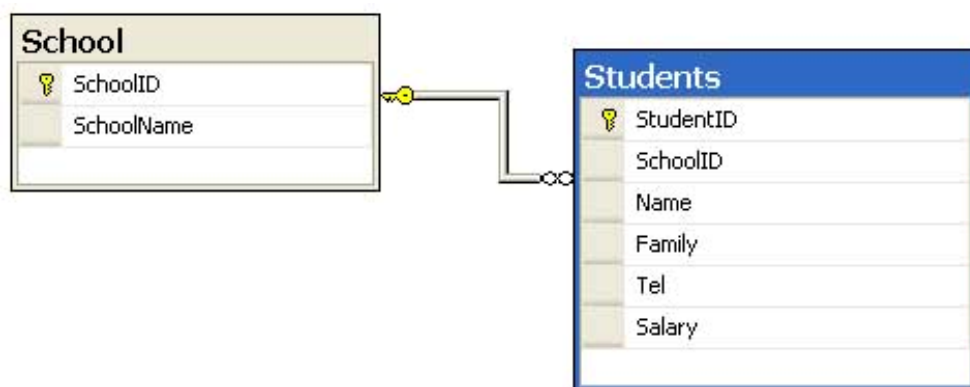 School
SchoolID
SchoolName
Students
StudentID
SchoolID
Name
Family
Tel
Salary